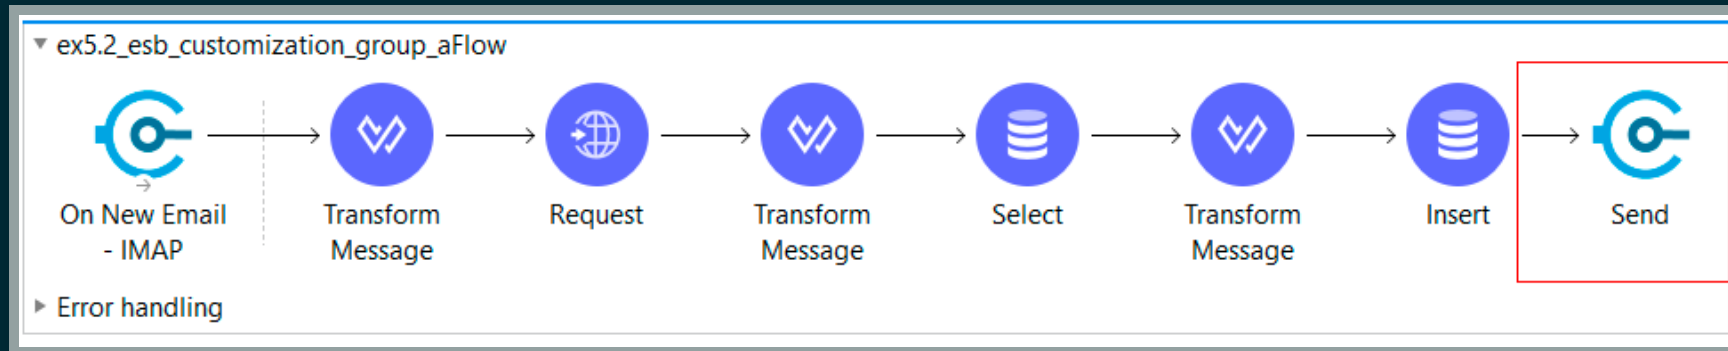 ex5.2_esb_customization_group_aFlow
On New Email
- IMAP
Transform
Message
Request
Transform
Message
Select
Transform
Message
Insert
Send
Error handling